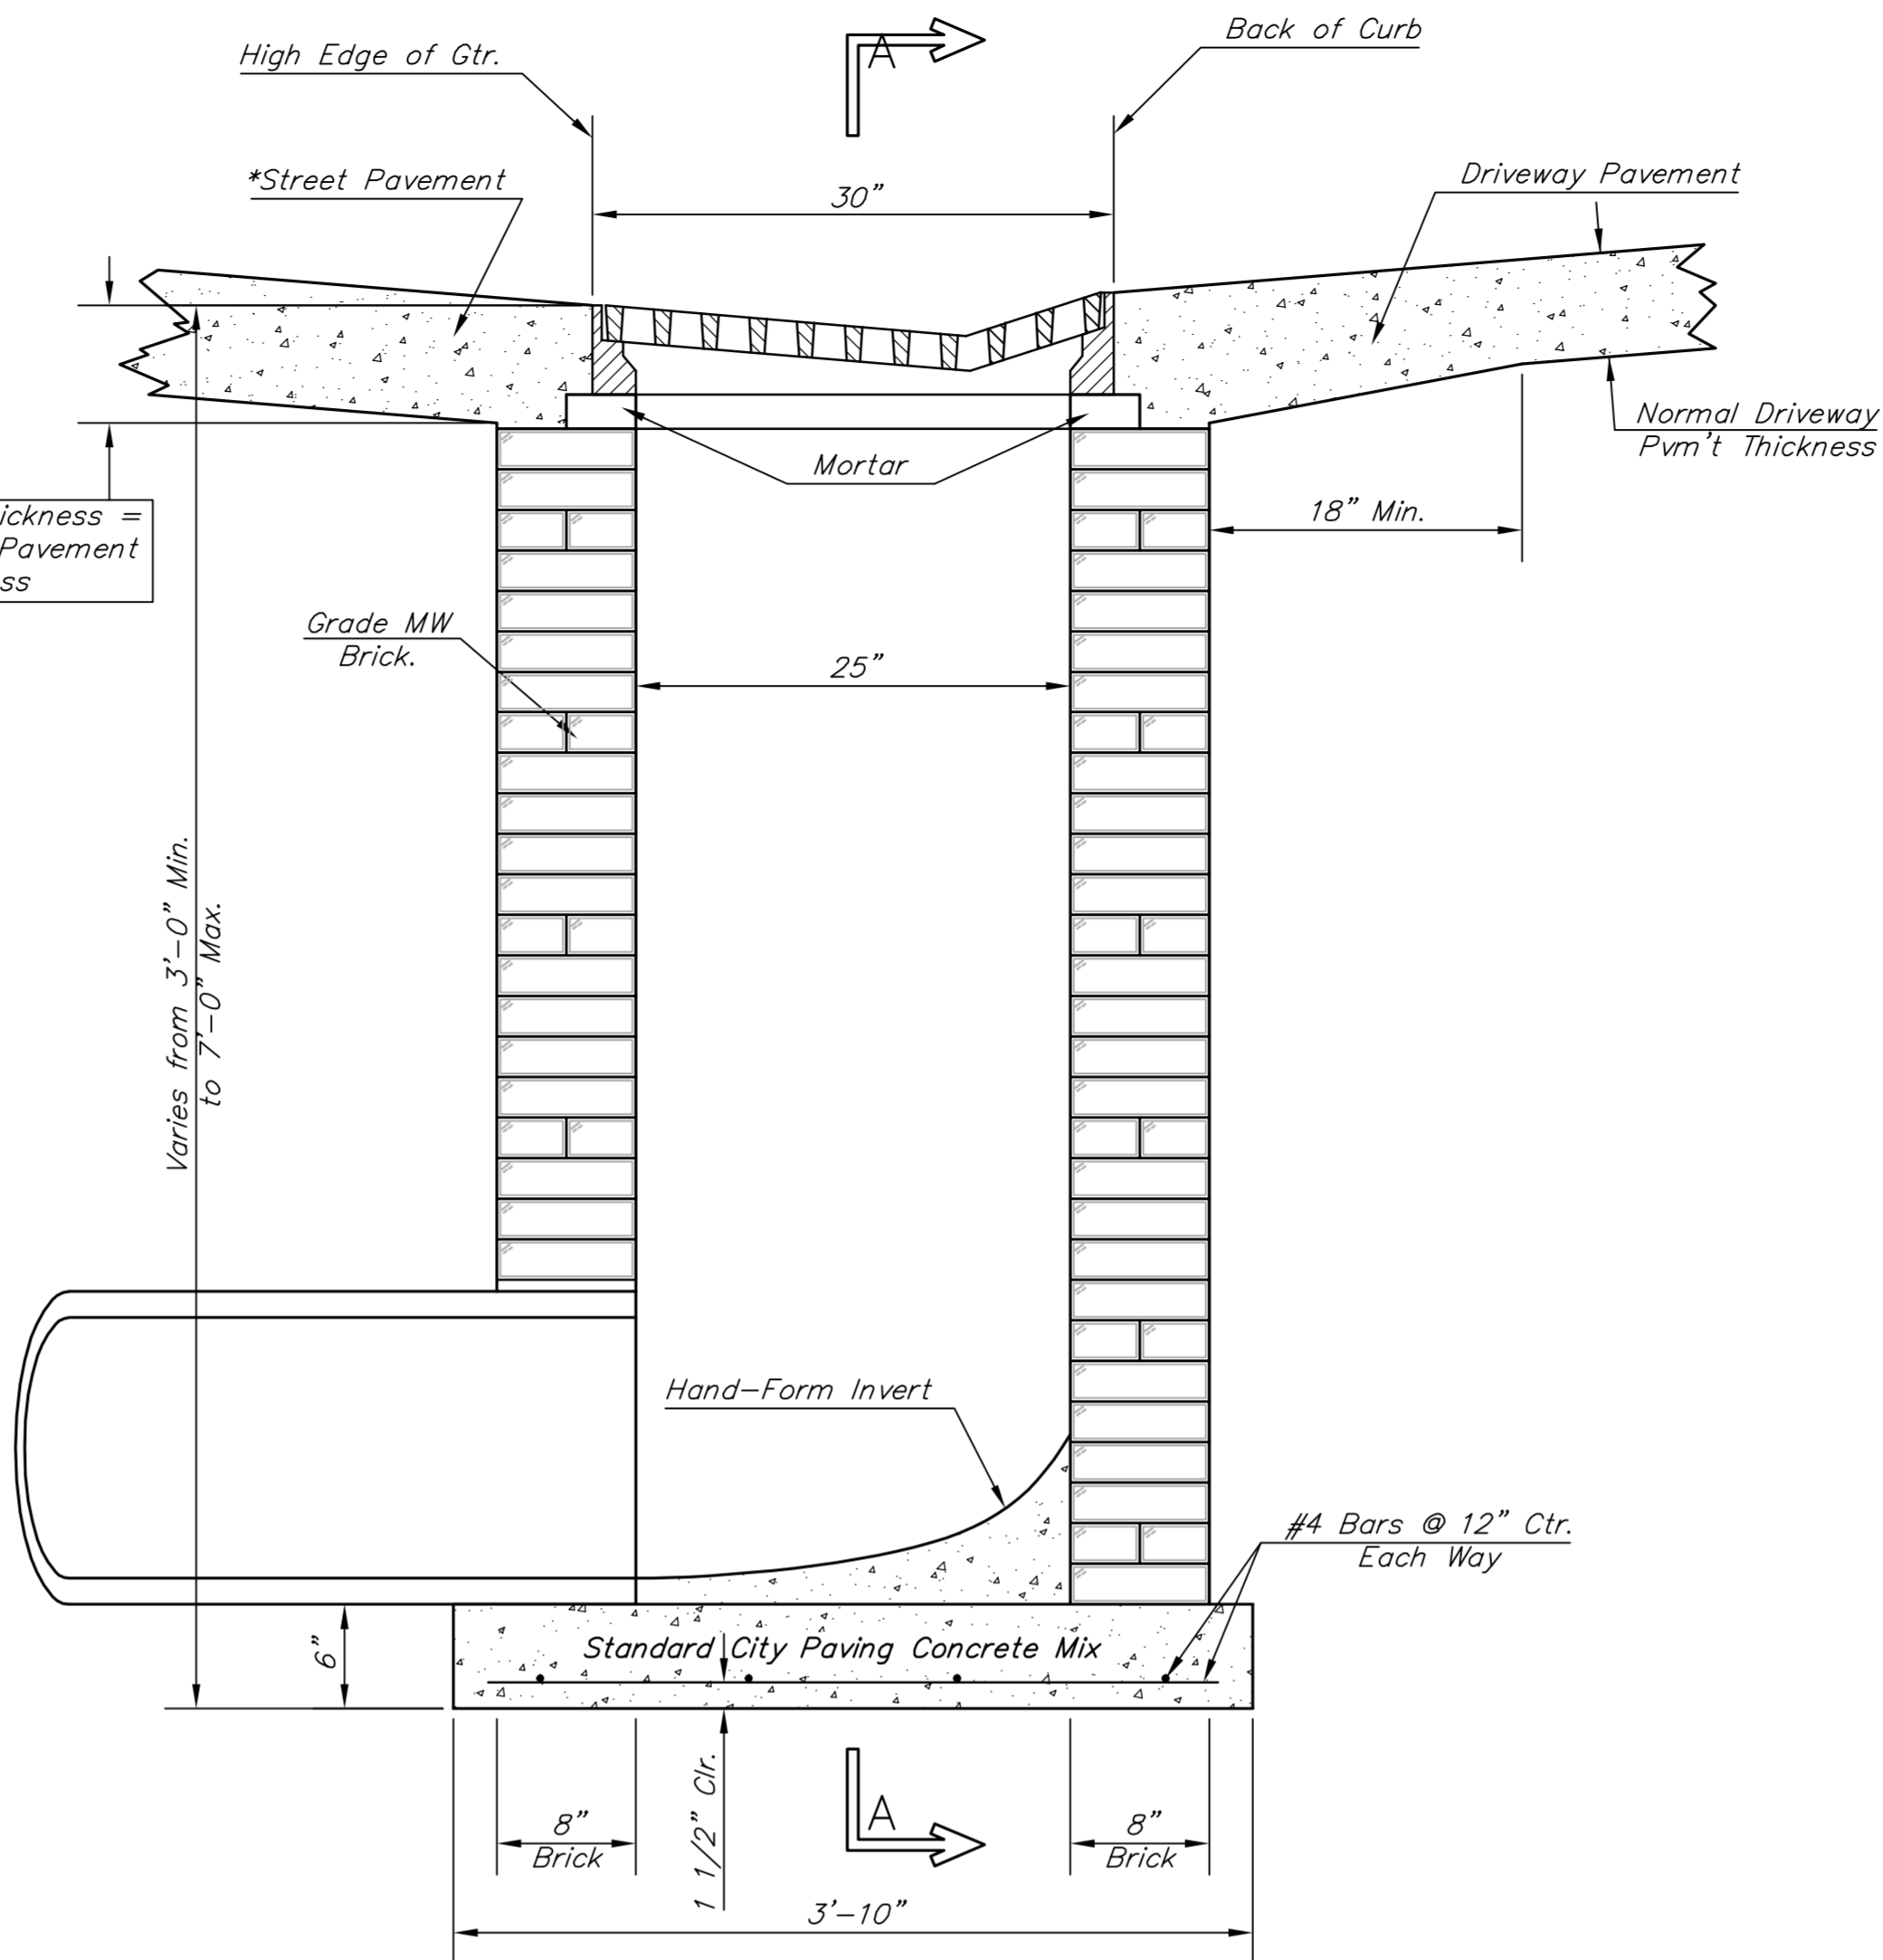 High Edge of Gtr.
A
Back of Curb
*Street Pavement
30”
Driveway Pavement
Normal Driveway
Pvm't Thickness
Mortar
18” Min.
=
Pavement
Grade MW
Brick.
25”
Varies from 3'-0” Min.
to 7'-0” Max.
Hand-Form Invert
#4 Bars @ 12” Ctr.
Each Way
6”
Standard City Paving Concrete Mix
1 1/2” Clr.
A
8”
Brick
8”
Brick
3'-10”